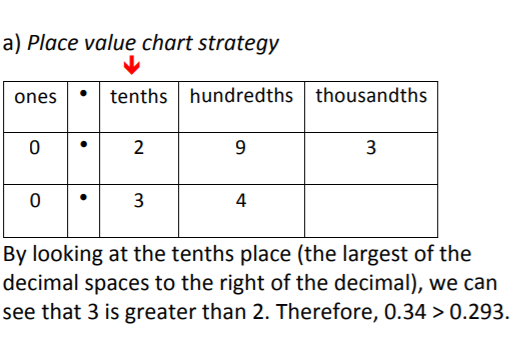 a) Place value chart strategy
ones • tenths hundredths thousandths
0 • 2 9 3
0 • 3 4
By looking at the tenths place (the largest of the
decimal spaces to the right of the decimal), we can
see that 3 is greater than 2. Therefore, 0.34 > 0.293.